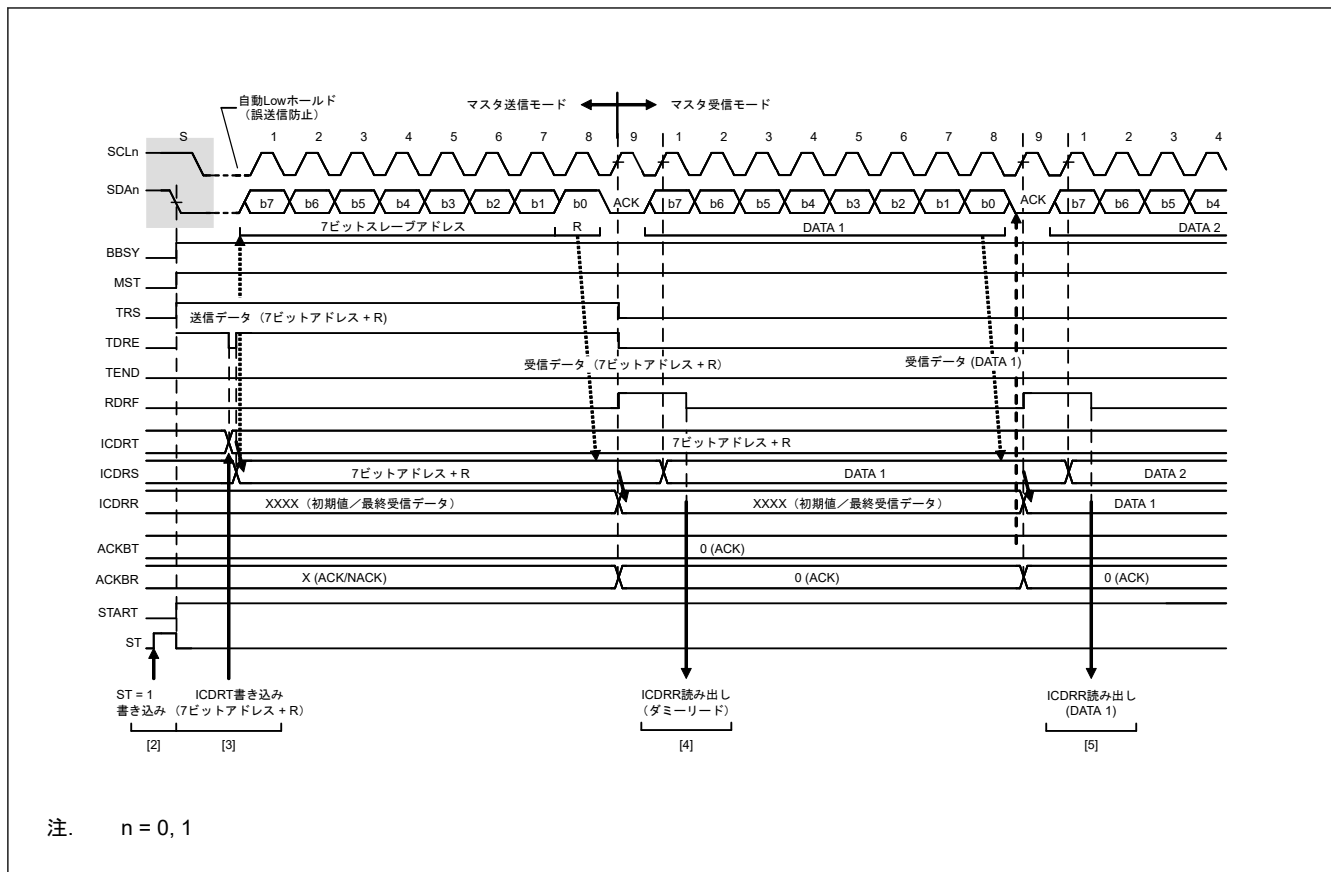 自動Lowホールド
（誤送信防止）
マスタ送信モード
マスタ受信モード
S 1 2 3 4 5 6 7 8 9 1 2 3 4 5 6 7 8 9 1 2 3 4
SCLn
SDAn
b7 b6 b5 b4 b3 b2 b1 b0 ACK b7 b6 b5 b4 b3 b2 b1 b0 ACK b7 b6 b5 b4
7ビットスレーブアドレス R DATA 1 DATA 2
BBSY
MST
TRS
送信データ（7ビットアドレス + R)
TDRE
受信データ（7ビットアドレス + R）
受信データ (DATA 1)
TEND
RDRF
ICDRT
7ビットアドレス + R
ICDRS
7ビットアドレス + R DATA 1 DATA 2
ICDRR
XXXX（初期値／最終受信データ） XXXX（初期値／最終受信データ） DATA 1
ACKBT
0 (ACK)
ACKBR
X (ACK/NACK) 0 (ACK) 0 (ACK)
START
ST
ST = 1
書き込み
ICDRT書き込み
（7ビットアドレス + R）
ICDRR読み出し
（ダミーリード）
ICDRR読み出し
(DATA 1)
[2] [3] [4] [5]
注. n = 0, 1